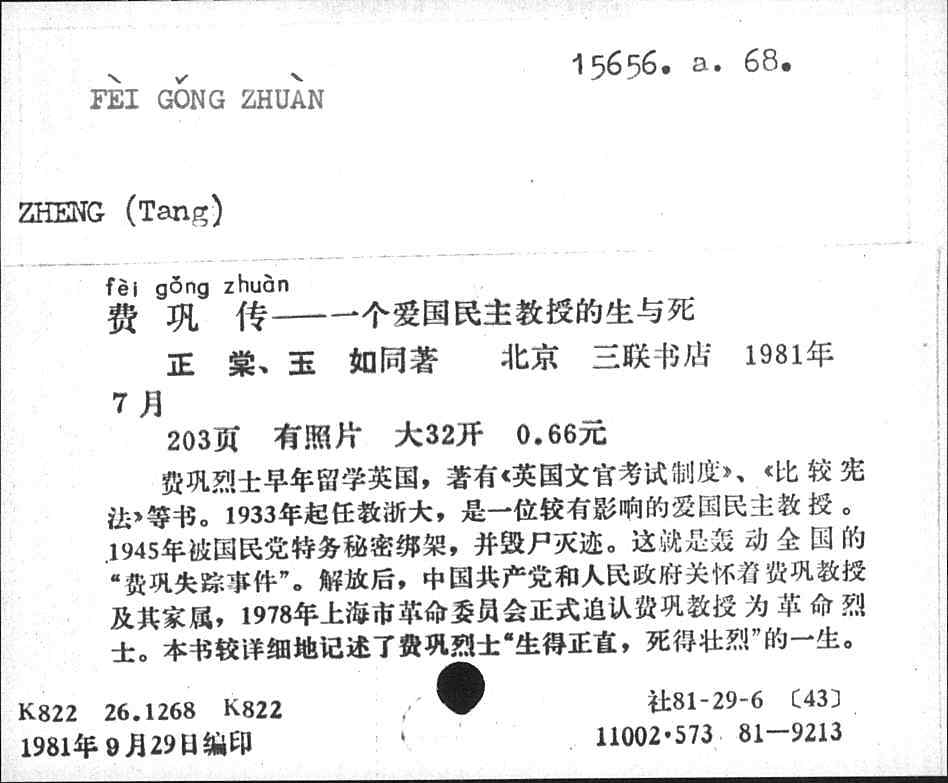 15656. a. 68.
FÈI GǑNG ZHUÀN
ZHENG (Tang)
fèi gǒng zhuàn
费 巩 传——一个爱国民主教授的生与死
正 棠、玉 如同著 北京 三联书店 1981年
7 月
203页 有照片 大32开 0.66元
费巩烈士早年留学英国，著有《英国文官考试制度》、《比较宪
法》等书。1933年起任教浙大，是一位较有影响的爱国民主教授。
1945年被国民党特务秘密绑架，并毁尸灭迹。这就是轰动全国的
“费巩失踪事件”。解放后，中国共产党和人民政府关怀着费巩教授
及其家属，1978年上海市革命委员会正式追认费巩教授为革命烈
士。本书较详细地记述了费巩烈士“生得正直，死得壮烈”的一生。
K822 26.1268 K822 社81-29-6 〔43〕
1981年9月29日编印 11002·573 81—9213